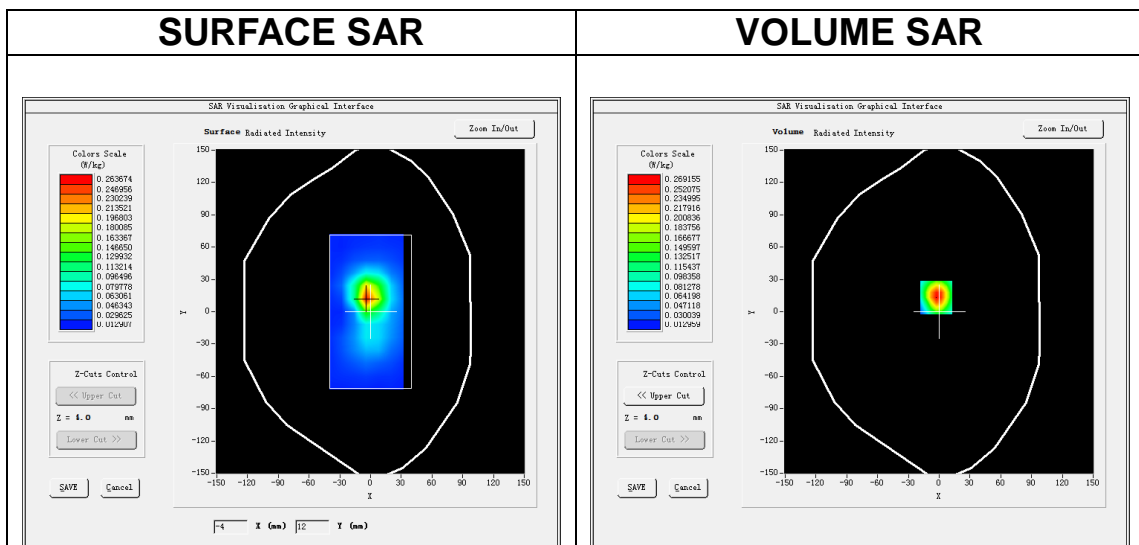 SURFACE SAR
VOLUME SAR
SAR Visualisation Graphical Interface
Surface Radiated Intensity
Zoom In/Out
Colors Scale
(W/kg)
0.263674
0.246956
0.230239
0.213521
0.196803
0.180085
0.163367
0.146650
0.129932
0.113214
0.096496
0.079778
0.063061
0.046343
0.029625
0.012907
150
120
90
60
30
0
-30
-60
-90
-120
-150
Y
-150 -120 -90 -60 -30 0 30 60 90 120 150
X
Z-Cuts Control
<< Upper Cut
Z = 4.0 mm
Lower Cut >>
SAVE Cancel
-4 X (mm) 12 Y (mm)
SAR Visualisation Graphical Interface
Volume Radiated Intensity
Zoom In/Out
Colors Scale
(W/kg)
0.269155
0.252075
0.234995
0.217916
0.200836
0.183756
0.166677
0.149597
0.132517
0.115437
0.098358
0.081278
0.064198
0.047118
0.030039
0.012959
150
120
90
60
30
0
-30
-60
-90
-120
-150
Y
-150 -120 -90 -60 -30 0 30 60 90 120 150
X
Z-Cuts Control
<< Upper Cut
Z = 4.0 mm
Lower Cut >>
SAVE Cancel